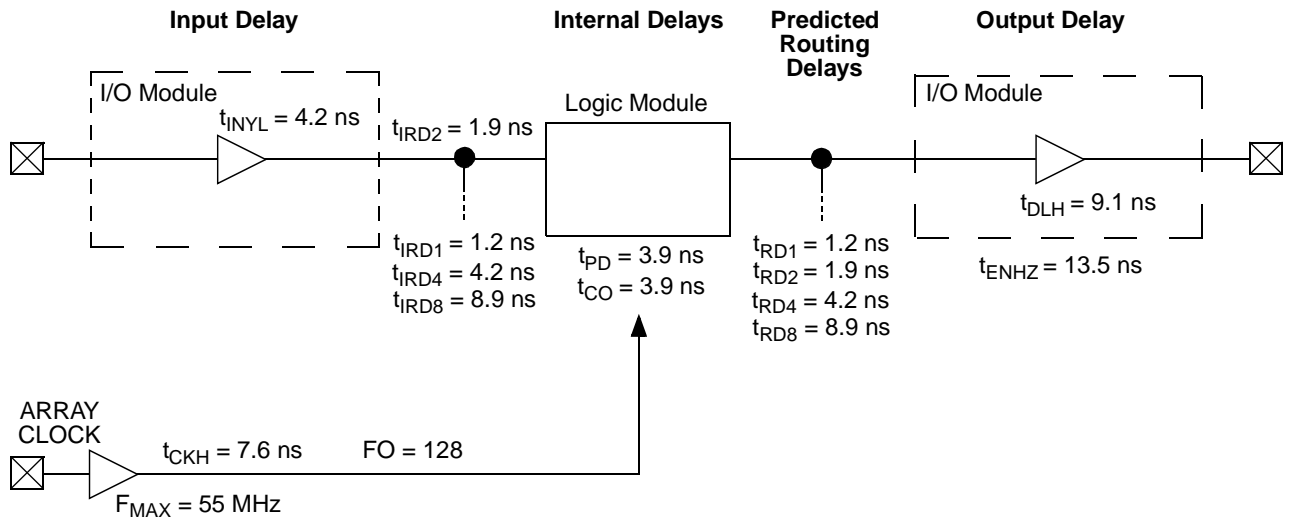 Input Delay
Internal Delays
Predicted
Routing
Delays
Output Delay
I/O Module
tINYL = 4.2 ns
tIRD2 = 1.9 ns
Logic Module
I/O Module
tDLH = 9.1 ns
tIRD1 = 1.2 ns
tIRD4 = 4.2 ns
tIRD8 = 8.9 ns
tPD = 3.9 ns
tCO = 3.9 ns
tRD1 = 1.2 ns
tRD2 = 1.9 ns
tRD4 = 4.2 ns
tRD8 = 8.9 ns
tENHZ = 13.5 ns
ARRAY
CLOCK
tCKH = 7.6 ns
FO = 128
FMAX = 55 MHz